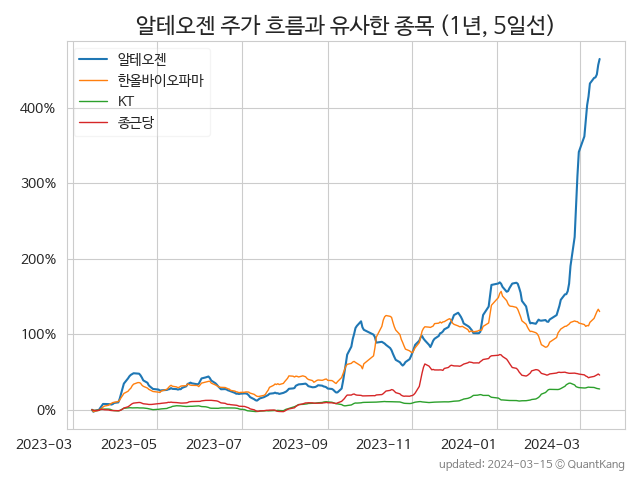 알테오젠 주가 흐름과 유사한 종목 (1년, 5일선)
알테오젠
한올바이오파마
KT
종근당
400%
300%
200%
100%
0%
2023-03 2023-05 2023-07 2023-09 2023-11 2024-01 2024-03
updated: 2024-03-15 © QuantKang